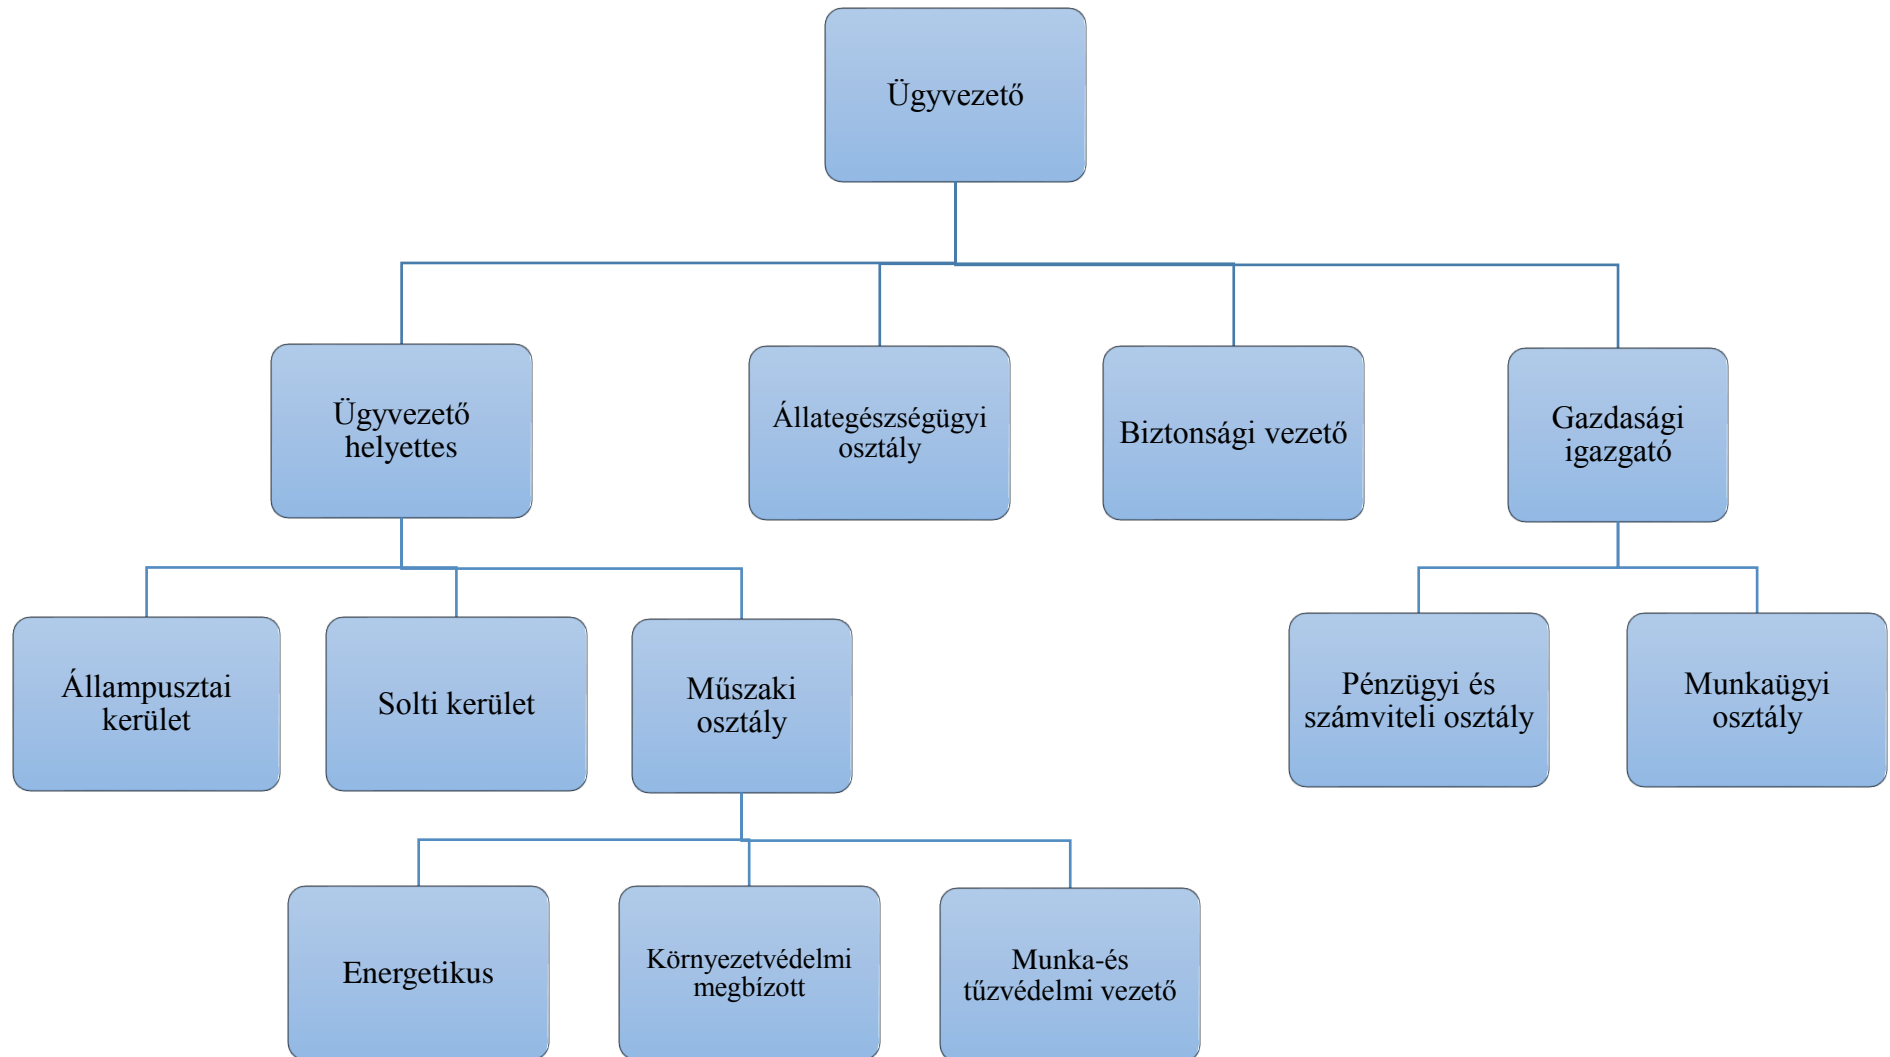 Ügyvezető
Ügyvezető
helyettes
Állategészségügyi
osztály
Biztonsági vezető
Gazdasági
igazgató
Állampusztai
kerület
Solti kerület
Műszaki
osztály
Pénzügyi és
számviteli osztály
Munkaügyi
osztály
Energetikus
Környezetvédelmi
megbízott
Munka-és
tűzvédelmi vezető